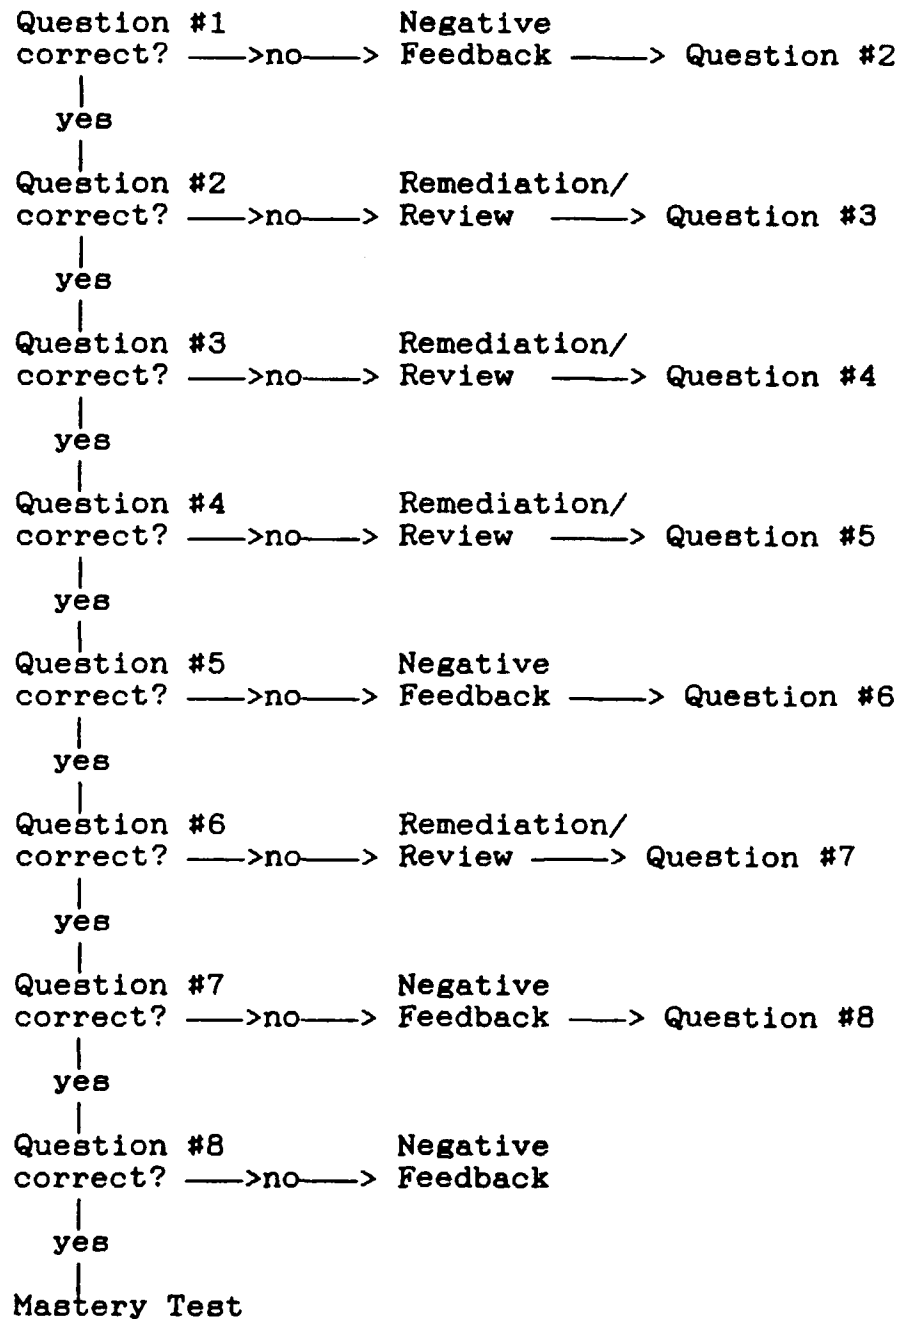 Question #1 Negative
correct? —>no—> Feedback —> Question #2
yes
Question #2 Remediation/
correct? —>no—> Review —> Question #3
yes
Question #3 Remediation/
correct? —>no—> Review —> Question #4
yes
Question #4 Remediation/
correct? —>no—> Review —> Question #5
yes
Question #5 Negative
correct? —>no—> Feedback —> Question #6
yes
Question #6 Remediation/
correct? —>no—> Review —> Question #7
yes
Question #7 Negative
correct? —>no—> Feedback —> Question #8
yes
Question #8 Negative
correct? —>no—> Feedback
yes
Mastery Test